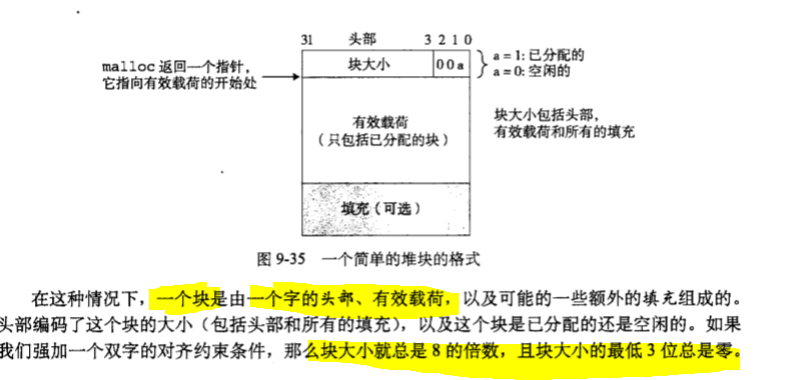 31 头部 3 2 1 0
malloc 返回一个指针，
它指向有效载荷的开始处
块大小 0 0 a
a = 1: 已分配的
a = 0: 空闲的
有效载荷
（只包括已分配的块）
块大小包括头部，
有效载荷和所有的填充
填充（可选）
图 9-35 一个简单的堆块的格式
在这种情况下，一个块是由一个字的头部、有效载荷，以及可能的一些额外的填充组成的。
头部编码了这个块的大小（包括头部和所有的填充），以及这个块是已分配的还是空闲的。如果
我们强加一个双字的对齐约束条件，那么块大小就总是 8 的倍数，且块大小的最低 3 位总是零。